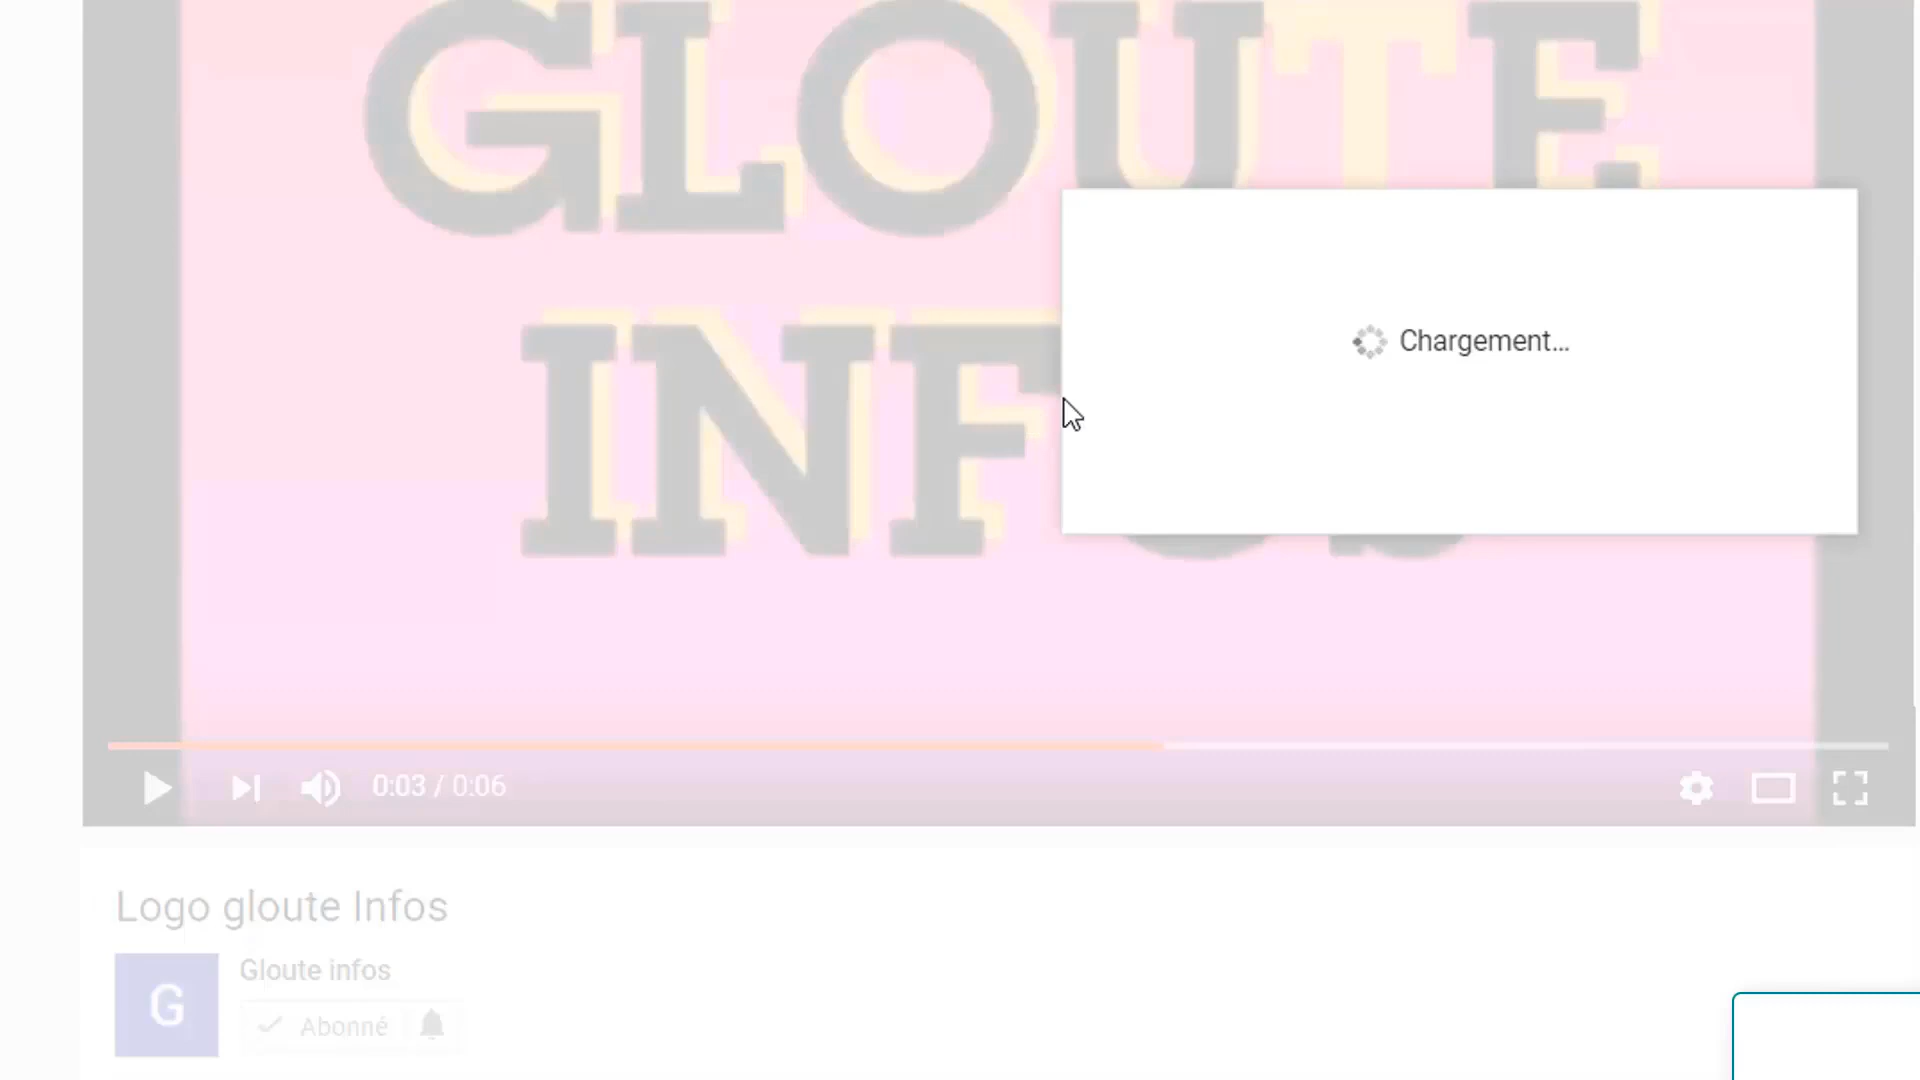 GLOUTE
INF
Chargement...
0:03 / 0:06
Logo gloute Infos
G
Gloute infos
Abonné